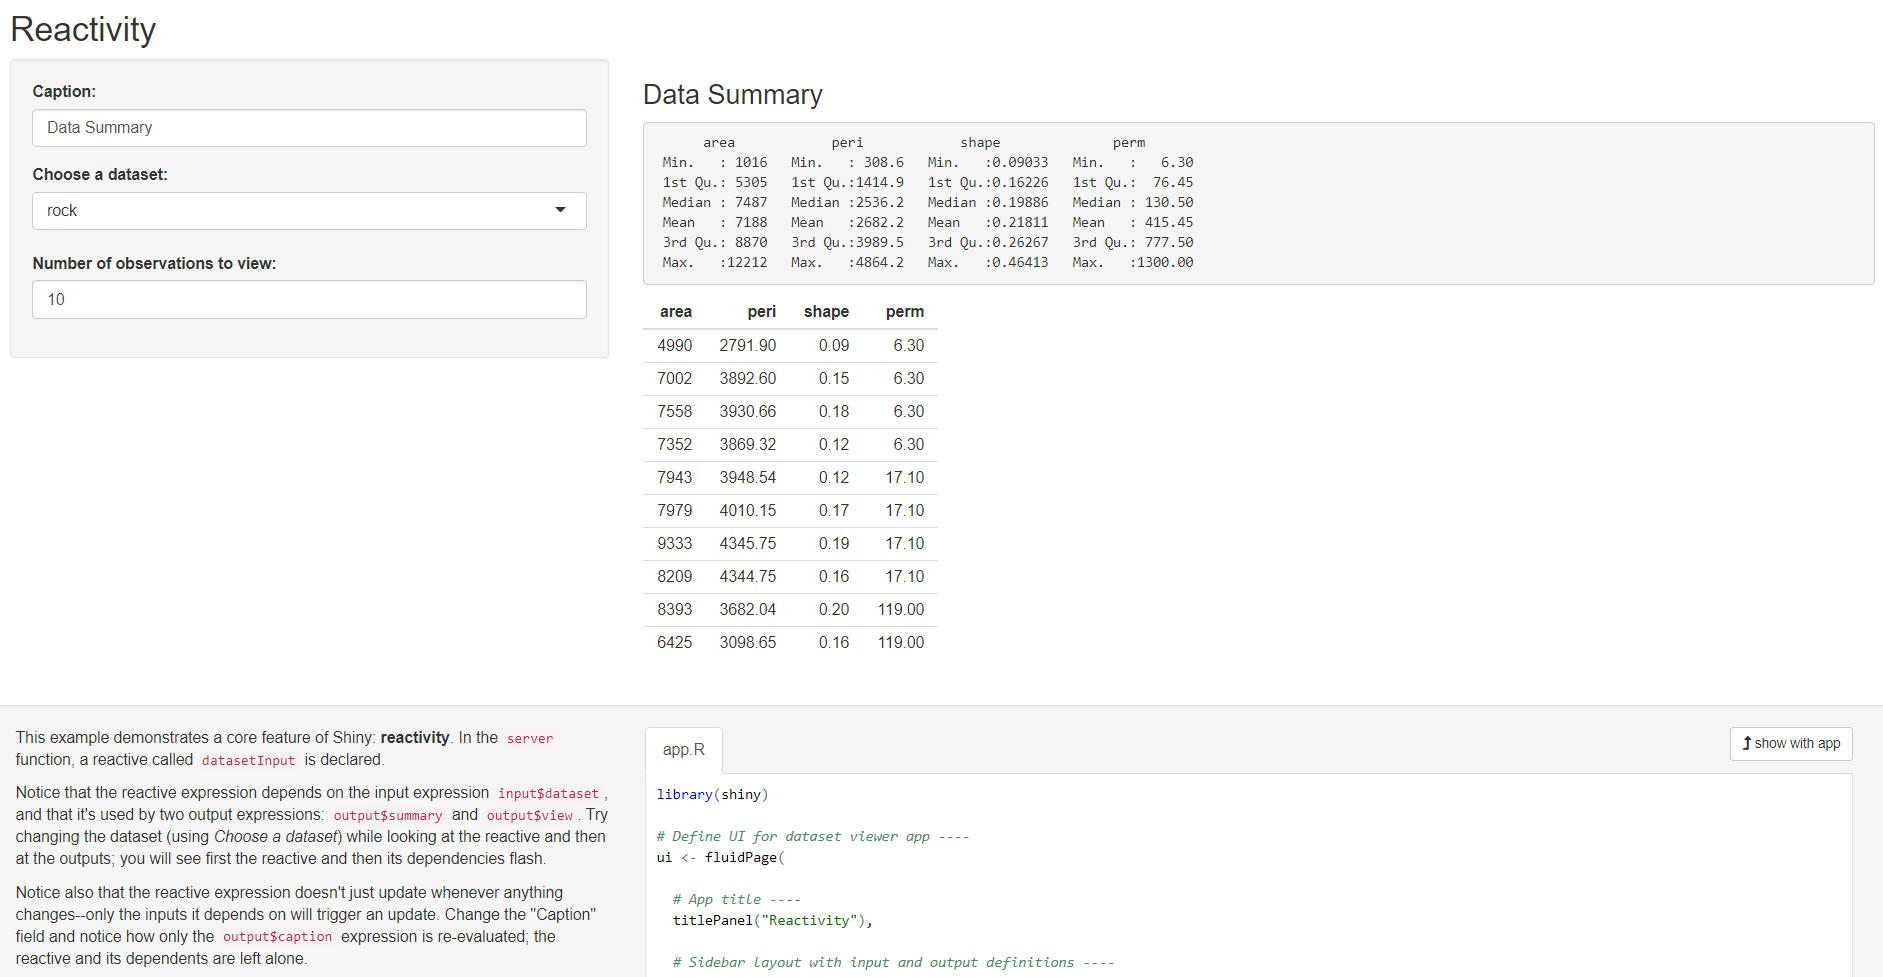 Reactivity
Caption:
Data Summary
Choose a dataset:
rock
Number of observations to view:
10
Data Summary
area peri shape perm
Min. : 1016 Min. : 308.6 Min. :0.09033 Min. : 6.30
1st Qu.: 5305 1st Qu.:1414.9 1st Qu.:0.16226 1st Qu.: 76.45
Median : 7487 Median :2536.2 Median :0.19886 Median : 130.50
Mean : 7188 Mean :2682.2 Mean :0.21811 Mean : 415.45
3rd Qu.: 8870 3rd Qu.:3989.5 3rd Qu.:0.26267 3rd Qu.: 777.50
Max. :12212 Max. :4864.2 Max. :0.46413 Max. :1300.00
area peri shape perm
4990 2791.90 0.09 6.30
7002 3892.60 0.15 6.30
7558 3930.66 0.18 6.30
7352 3869.32 0.12 6.30
7943 3948.54 0.12 17.10
7979 4010.15 0.17 17.10
9333 4345.75 0.19 17.10
8209 4344.75 0.16 17.10
8393 3682.04 0.20 119.00
6425 3098.65 0.16 119.00
This example demonstrates a core feature of Shiny: reactivity. In the server
function, a reactive called datasetInput is declared.
Notice that the reactive expression depends on the input expression input$dataset ,
and that it's used by two output expressions: output$summary and output$view . Try
changing the dataset (using Choose a dataset) while looking at the reactive and then
at the outputs; you will see first the reactive and then its dependencies flash.
Notice also that the reactive expression doesn't just update whenever anything
changes--only the inputs it depends on will trigger an update. Change the "Caption"
field and notice how only the output$caption expression is re-evaluated; the
reactive and its dependents are left alone.
app.R
show with app
library(shiny)
# Define UI for dataset viewer app ----
ui <- fluidPage(
# App title ----
titlePanel("Reactivity"),
# Sidebar layout with input and output definitions ----